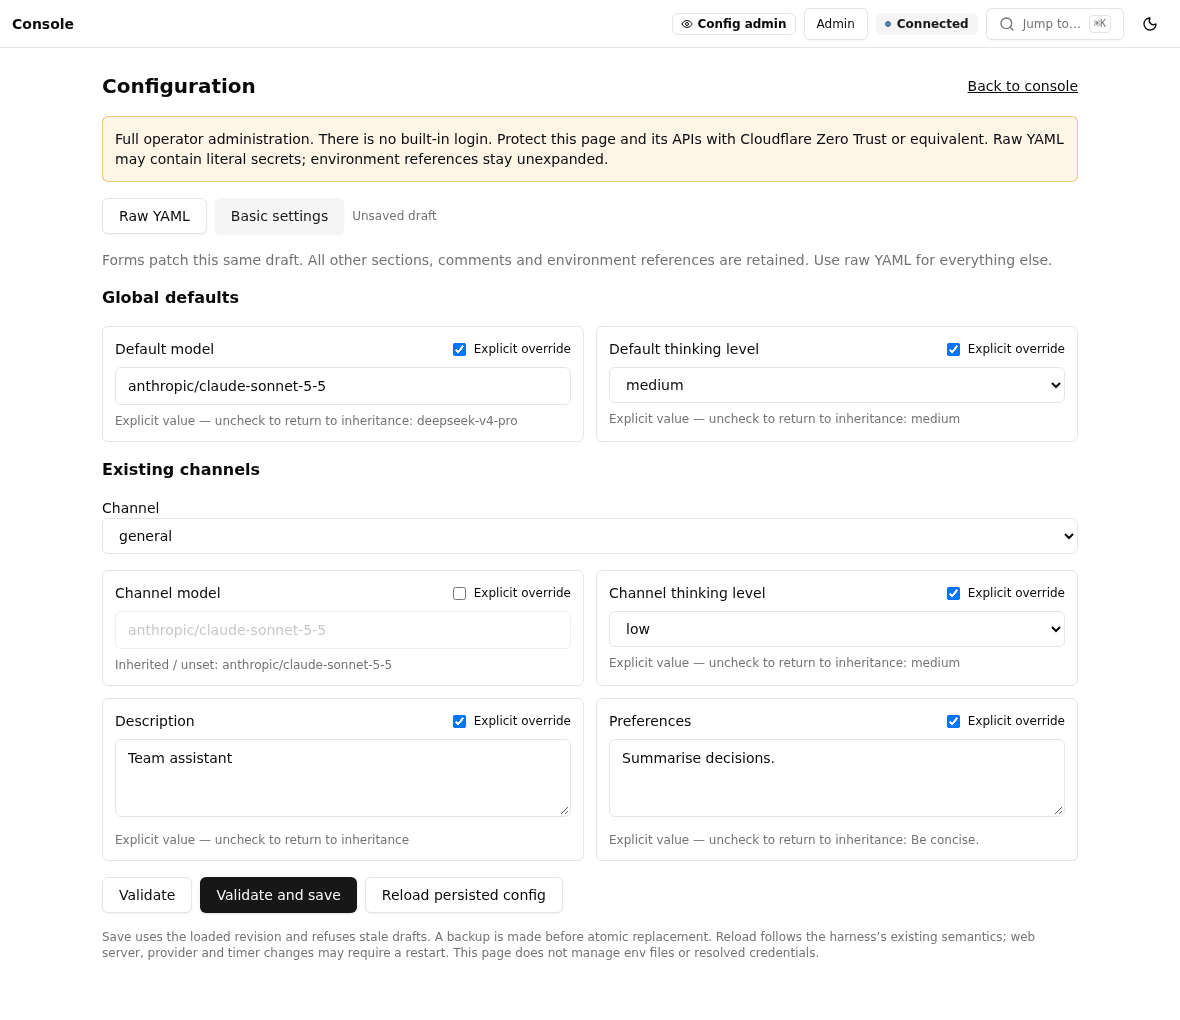 Console
Config admin
Admin
Connected
Jump to...
⌘K
Configuration
Back to console
Full operator administration. There is no built-in login. Protect this page and its APIs with Cloudflare Zero Trust or equivalent. Raw YAML
may contain literal secrets; environment references stay unexpanded.
Raw YAML
Basic settings
Unsaved draft
Forms patch this same draft. All other sections, comments and environment references are retained. Use raw YAML for everything else.
Global defaults
Default model
Explicit override
anthropic/claude-sonnet-5-5
Explicit value — uncheck to return to inheritance: deepseek-v4-pro
Default thinking level
Explicit override
medium
Explicit value — uncheck to return to inheritance: medium
Existing channels
Channel
general
Channel model
Explicit override
anthropic/claude-sonnet-5-5
Inherited / unset: anthropic/claude-sonnet-5-5
Channel thinking level
Explicit override
low
Explicit value — uncheck to return to inheritance: medium
Description
Explicit override
Team assistant
Explicit value — uncheck to return to inheritance
Preferences
Explicit override
Summarise decisions.
Explicit value — uncheck to return to inheritance: Be concise.
Validate
Validate and save
Reload persisted config
Save uses the loaded revision and refuses stale drafts. A backup is made before atomic replacement. Reload follows the harness’s existing semantics; web
server, provider and timer changes may require a restart. This page does not manage env files or resolved credentials.